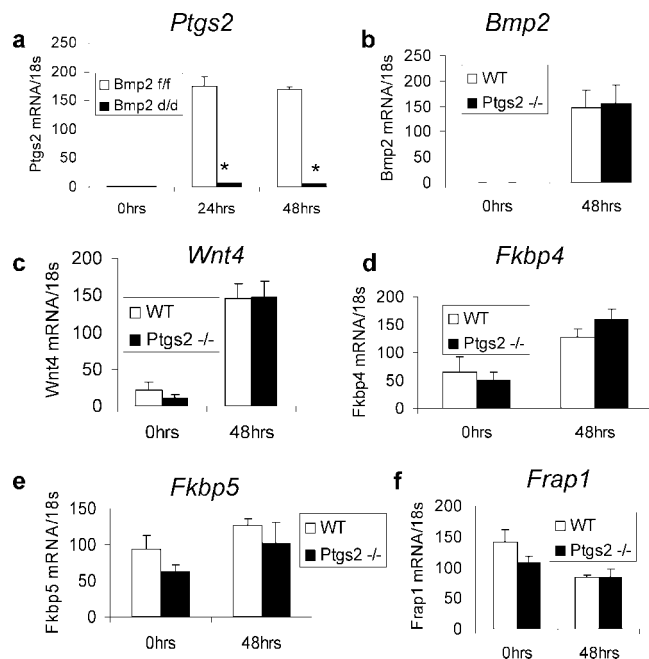 a
Ptgs2
Ptgs2 mRNA/18s
250
200
150
100
50
0
Bmp2 f/f
Bmp2 d/d
*
*
0hrs
24hrs
48hrs
b
Bmp2
Bmp2 mRNA/18s
250
200
150
100
50
0
WT
Ptgs2 -/-
0hrs
48hrs
c
Wnt4
Wnt4 mRNA/18s
200
150
100
50
0
WT
Ptgs2 -/-
0hrs
48hrs
d
Fkbp4
Fkbp4 mRNA/18s
200
150
100
50
0
WT
Ptgs2 -/-
0hrs
48hrs
e
Fkbp5
Fkbp5 mRNA/18s
150
100
50
0
WT
Ptgs2 -/-
0hrs
48hrs
f
Frap1
Frap1 mRNA/18s
200
150
100
50
0
WT
Ptgs2 -/-
0hrs
48hrs